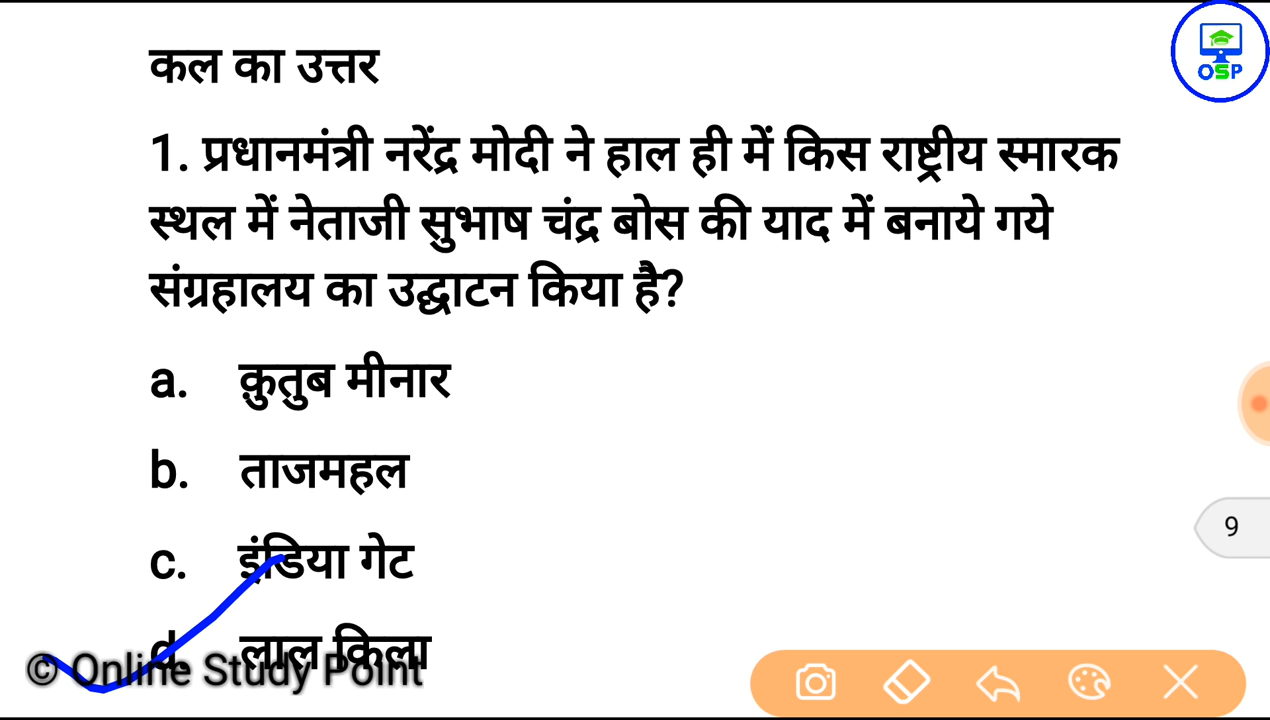 OSP
कल का उत्तर
1. प्रधानमंत्री नरेंद्र मोदी ने हाल ही में किस राष्ट्रीय स्मारक
स्थल में नेताजी सुभाष चंद्र बोस की याद में बनाये गये
संग्रहालय का उद्घाटन किया है?
a. क़ुतुब मीनार
b. ताजमहल
9
c. इंडिया गेट
d. लाल किला
© Online Study Point